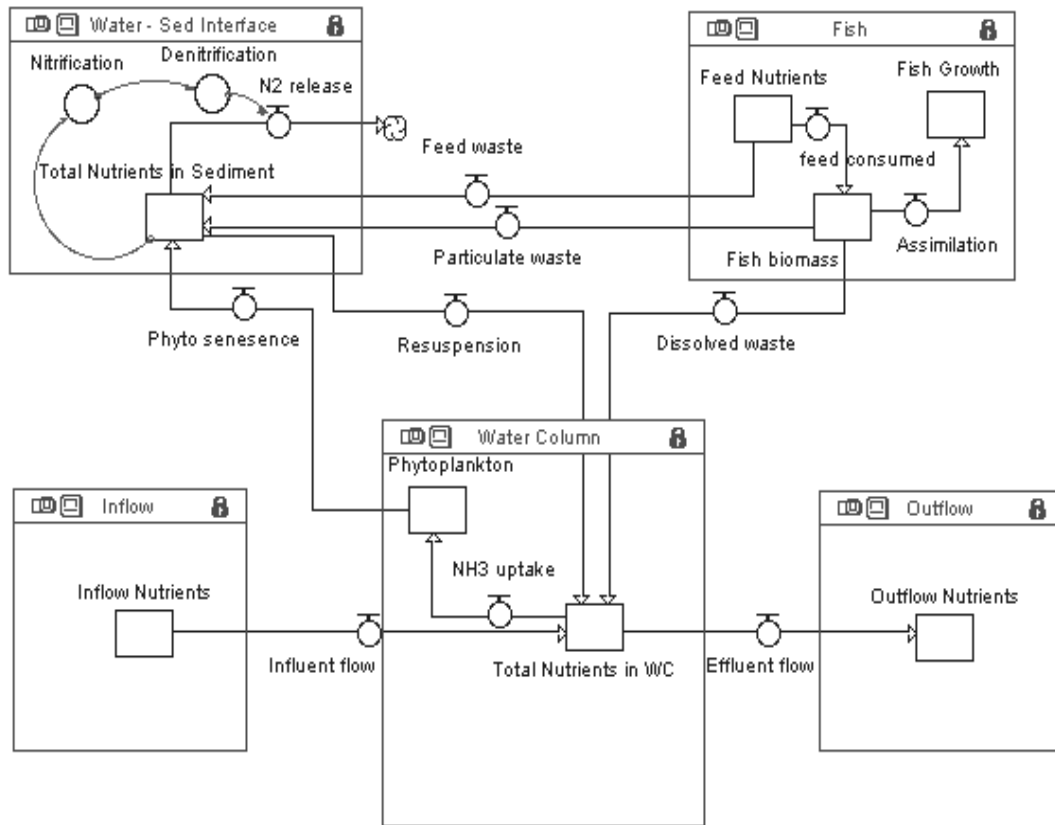 Water - Sed Interface
Fish
Nitrification
Denitrification
N2 release
Feed Nutrients
Fish Growth
Feed waste
feed consumed
Total Nutrients in Sediment
Particulate waste
Fish biomass
Assimilation
Phyto senesence
Resuspension
Dissolved waste
Water Column
Phytoplankton
Inflow
Outflow
NH3 uptake
Inflow Nutrients
Outflow Nutrients
Influent flow
Total Nutrients in WC
Effluent flow